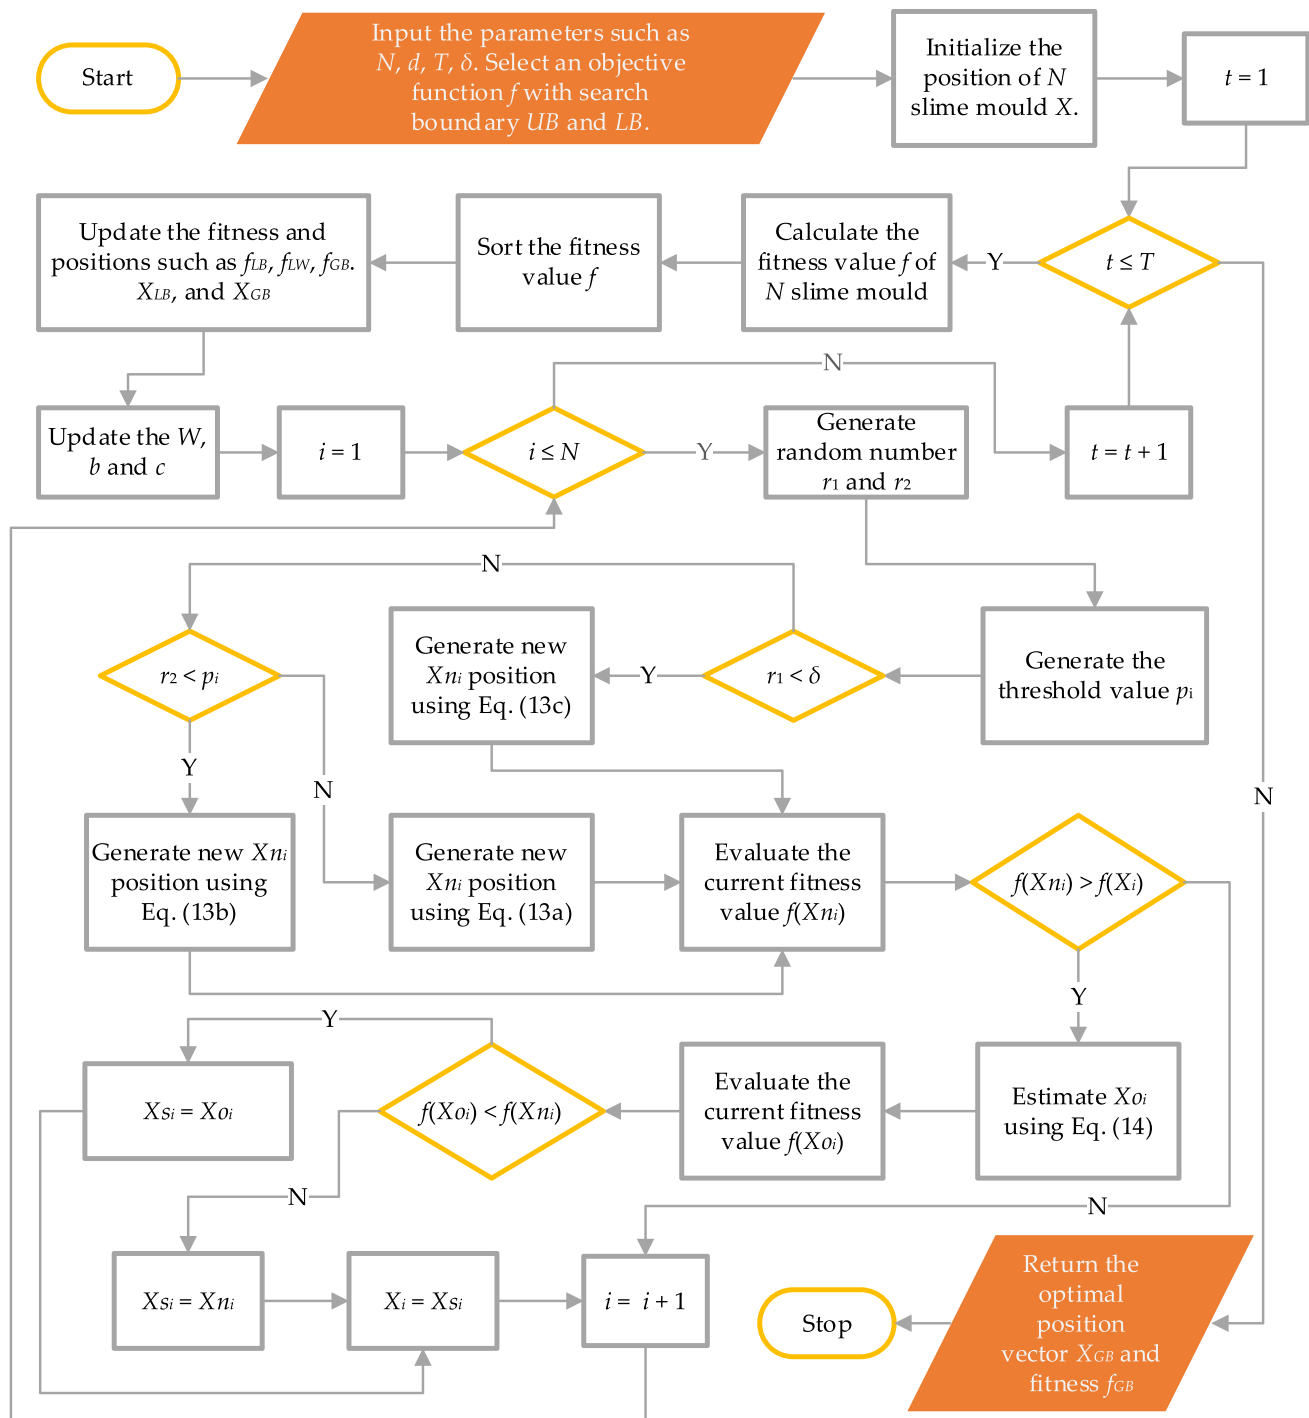 Start
Input the parameters such as
N, d, T, δ. Select an objective
function f with search
boundary UB and LB.
Initialize the
position of N
slime mould X.
t = 1
Update the fitness and
positions such as fLB, fLW, fGB.
XLB, and XGB
Sort the fitness
value f
Calculate the
fitness value f of
N slime mould
Y
t ≤ T
N
Update the W,
b and c
i = 1
i ≤ N
Y
Generate
random number
r1 and r2
t = t + 1
N
r2 < pi
Generate new
Xni position
using Eq. (13c)
Y
r1 < δ
Generate the
threshold value pi
Y
N
N
Generate new Xni
position using
Eq. (13b)
Generate new
Xni position
using Eq. (13a)
Evaluate the
current fitness
value f(Xni)
f(Xni) > f(Xi)
Y
Y
Xsi = Xoi
f(Xoi) < f(Xni)
Evaluate the
current fitness
value f(Xoi)
Estimate Xoi
using Eq. (14)
N
N
Xsi = Xni
Xi = Xsi
i = i + 1
Stop
Return the
optimal
position
vector XGB and
fitness fGB